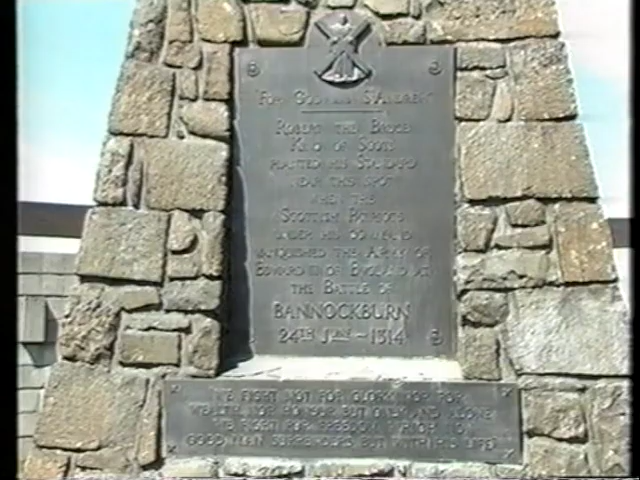 "FOR GOD AND ST ANDREW"
ROBERT THE BRUCE
KING OF SCOTS
PLANTED HIS STANDARD
NEAR THIS SPOT
WHEN THE
SCOTTISH PATRIOTS
UNDER HIS COMMAND
VANQUISHED THE ARMY OF
EDWARD II OF ENGLAND AT
THE BATTLE OF
BANNOCKBURN
24TH JUNE - 1314
WE FIGHT NOT FOR GLORY NOR FOR
WEALTH NOR HONOUR BUT ONLY AND ALONE
WE FIGHT FOR FREEDOM WHICH NO
GOOD MAN SURRENDERS BUT WITH HIS LIFE